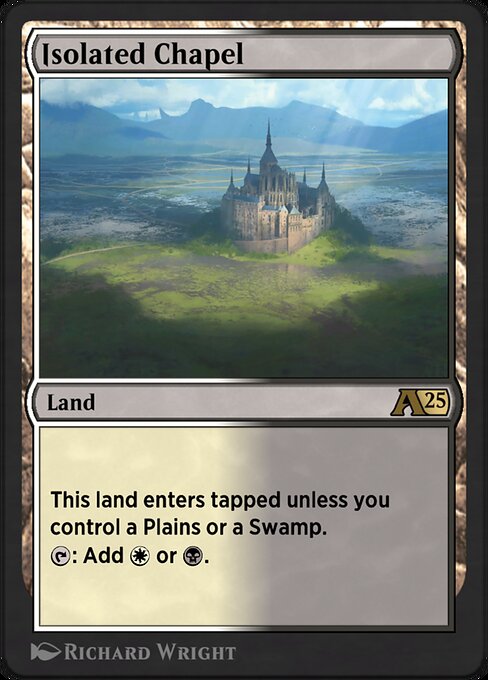 Isolated Chapel
Land
A25
This land enters tapped unless you
control a Plains or a Swamp.
: Add or .
Richard Wright